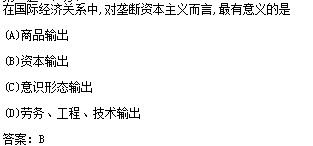 在国际经济关系中,对垄断资本主义而言,最有意义的是
(A)商品输出
(B)资本输出
(C)意识形态输出
(D)劳务、工程、技术输出
答案：B